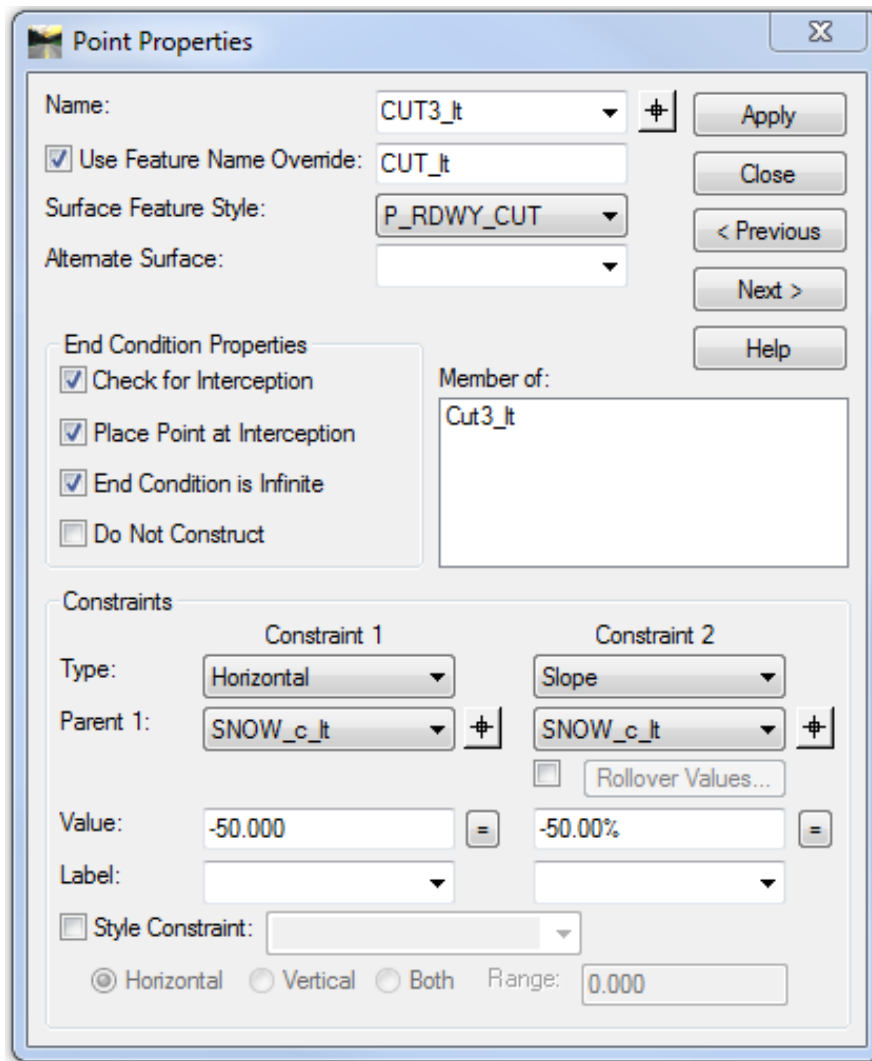 Point Properties
Name: CUT3_lt
Apply
Use Feature Name Override: CUT_lt
Close
Surface Feature Style: P_RDWY_CUT
< Previous
Alternate Surface:
Next >
Help
End Condition Properties
Check for Interception
Place Point at Interception
End Condition is Infinite
Do Not Construct
Member of:
Cut3_lt
Constraints
Constraint 1 Constraint 2
Type: Horizontal Slope
Parent 1: SNOW_c_lt SNOW_c_lt
Rollover Values...
Value: -50.000 = -50.00% =
Label:
Style Constraint:
Horizontal Vertical Both Range: 0.000